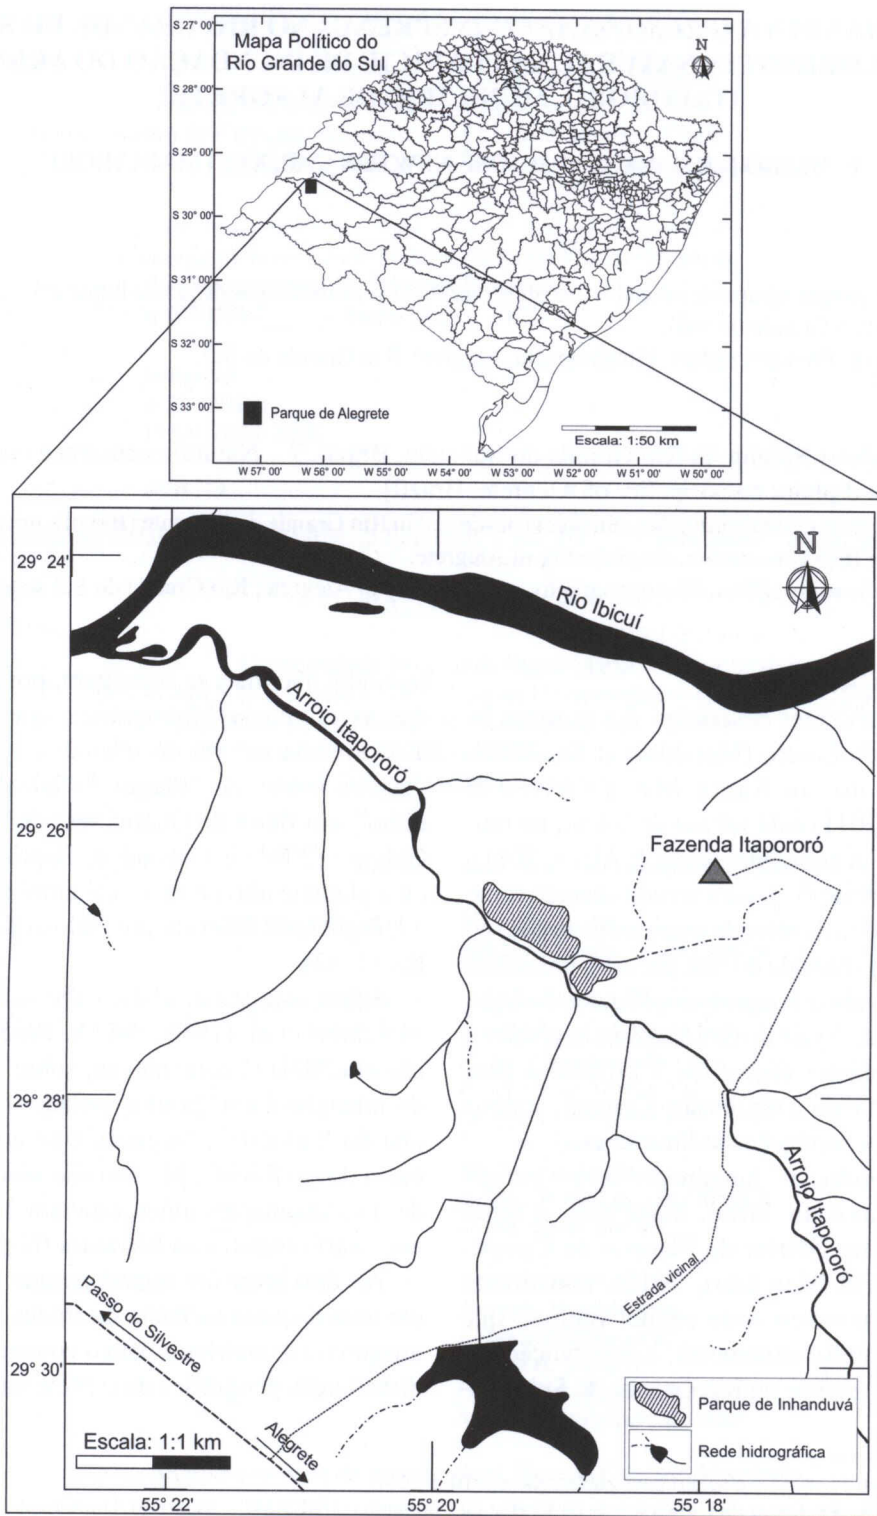 Mapa Político do
Rio Grande do Sul
N
S 27° 00'
S 28° 00'
S 29° 00'
S 30° 00'
S 31° 00'
S 32° 00'
S 33° 00'
Parque de Alegrete
Escala: 1:50 km
W 57° 00' W 56° 00' W 55° 00' W 54° 00' W 53° 00' W 52° 00' W 51° 00' W 50° 00'
29° 24'
N
Rio Ibicuí
Arroio Itapororó
29° 26'
Fazenda Itapororó
29° 28'
Arroio Itapororó
Estrada vicinal
Passo do Silvestre
29° 30'
Alegrete
Escala: 1:1 km
Parque de Inhanduvá
Rede hidrográfica
55° 22' 55° 20' 55° 18'